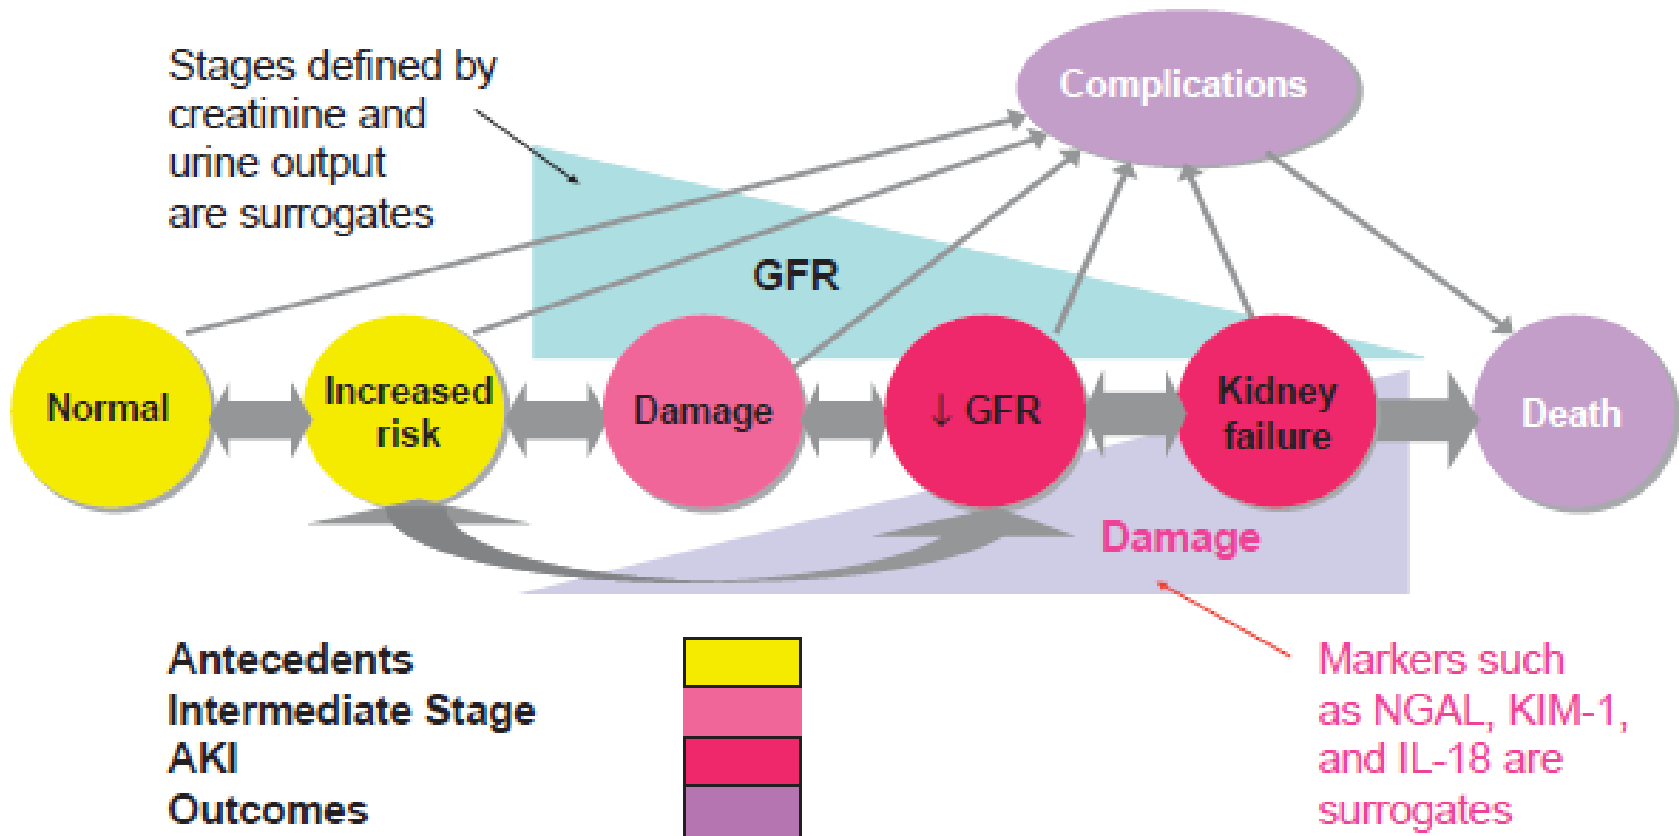 Stages defined by
creatinine and
urine output
are surrogates
Complications
GFR
Normal
Increased
risk
Damage
↓ GFR
Kidney
failure
Death
Damage
Antecedents
Intermediate Stage
AKI
Outcomes
Markers such
as NGAL, KIM-1,
and IL-18 are
surrogates